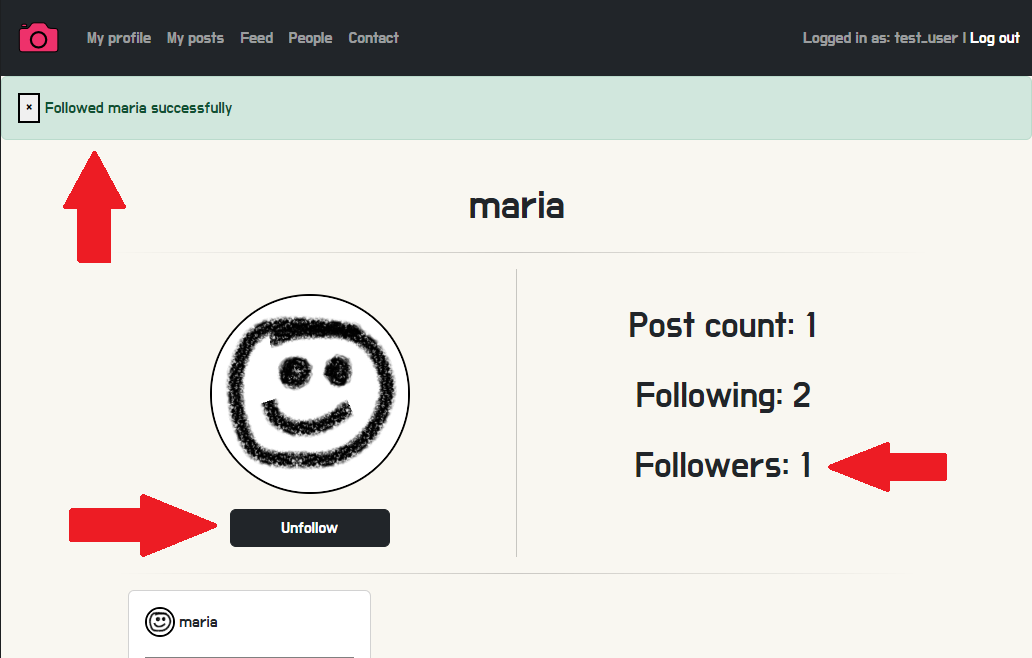 My profile My posts Feed People Contact Logged in as: test_user | Log out
× Followed maria successfully
maria
Post count: 1
Following: 2
Followers: 1
Unfollow
maria